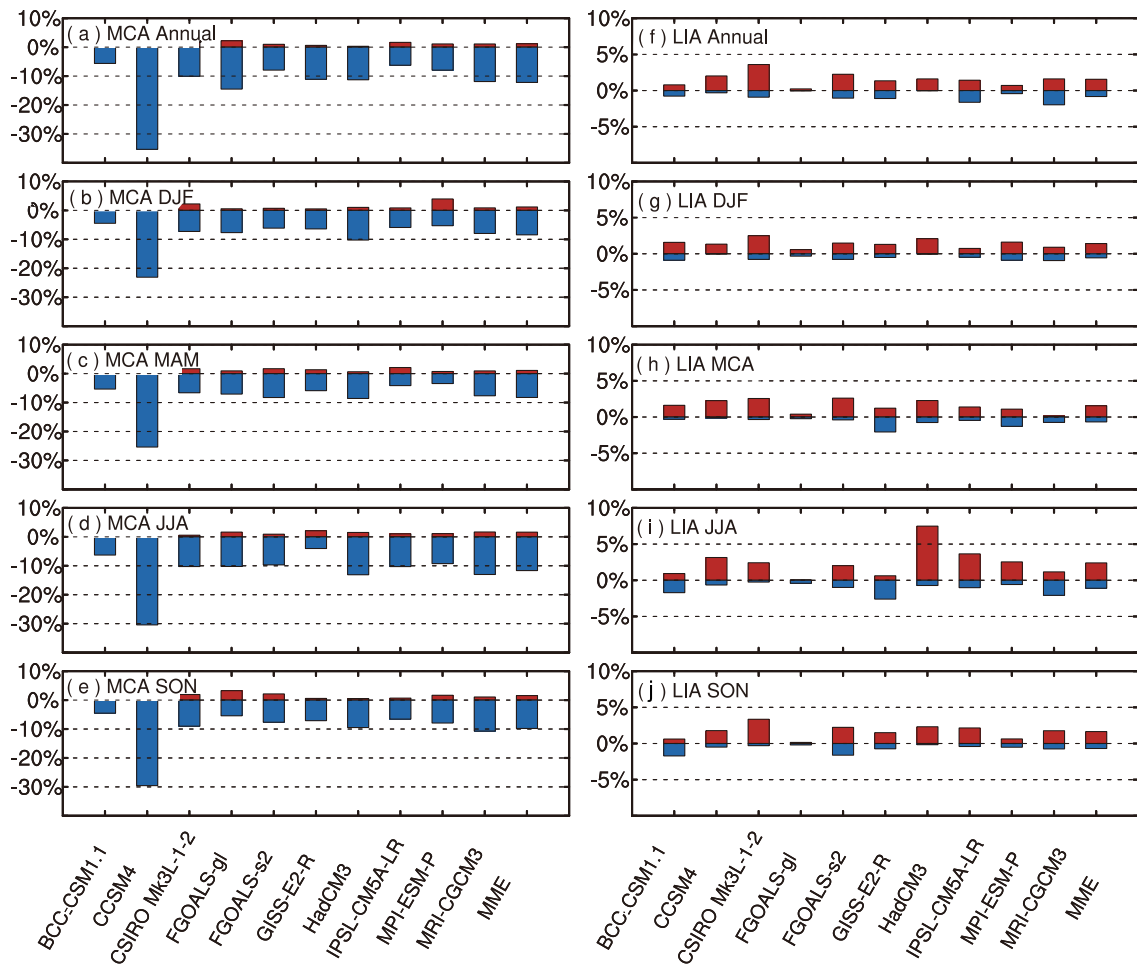 10%
0%
-10%
-20%
-30%
( a ) MCA Annual
10%
0%
-10%
-20%
-30%
( b ) MCA DJF
10%
0%
-10%
-20%
-30%
( c ) MCA MAM
10%
0%
-10%
-20%
-30%
( d ) MCA JJA
10%
0%
-10%
-20%
-30%
( e ) MCA SON
BCC-CSM1.1
CCSM4
CSIRO Mk3L-1-2
FGOALS-gl
FGOALS-s2
GISS-E2-R
HadCM3
IPSL-CM5A-LR
MPI-ESM-P
MRI-CGCM3
MME
10%
5%
0%
-5%
( f ) LIA Annual
10%
5%
0%
-5%
( g ) LIA DJF
10%
5%
0%
-5%
( h ) LIA MCA
10%
5%
0%
-5%
( i ) LIA JJA
10%
5%
0%
-5%
( j ) LIA SON
BCC-CSM1.1
CCSM4
CSIRO Mk3L-1-2
FGOALS-gl
FGOALS-s2
GISS-E2-R
HadCM3
IPSL-CM5A-LR
MPI-ESM-P
MRI-CGCM3
MME